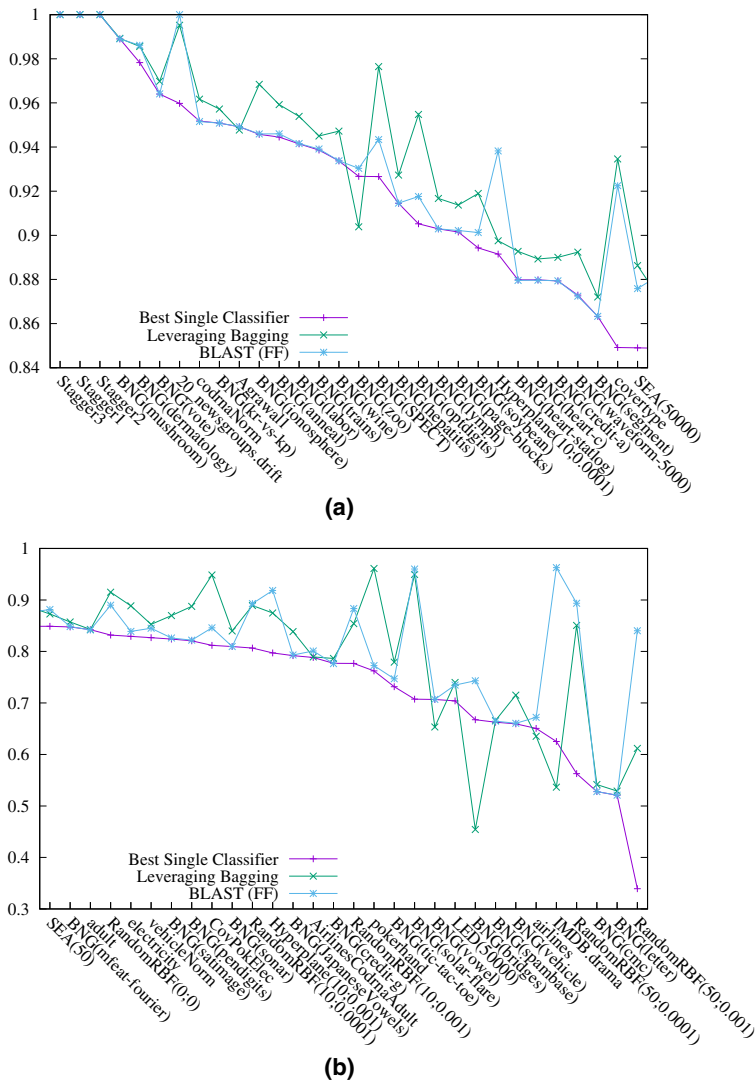 1
0.98
0.96
0.94
0.92
0.9
0.88
0.86
0.84
Best Single Classifier
Leveraging Bagging
BLAST (FF)
Stagger3
Stagger1
Stagger2
BNG(mushroom)
BNG(dermatology)
BNG(vote)
20_newsgroups.drift
codrnaNorm
BNG(kr-vs-kp)
Agrawal1
BNG(ionosphere)
BNG(anneal)
BNG(labor)
BNG(trains)
BNG(wine)
BNG(zoo)
BNG(SPECT)
BNG(hepatitis)
BNG(optdigits)
BNG(lymph)
BNG(page-blocks)
BNG(soybean)
Hyperplane(10;0.0001)
BNG(heart-statlog)
BNG(heart-c)
BNG(credit-a)
BNG(waveform-5000)
BNG(segment)
covertype
SEA(50000)
(a)
1
0.9
0.8
0.7
0.6
0.5
0.4
0.3
Best Single Classifier
Leveraging Bagging
BLAST (FF)
SEA(50)
BNG(mfeat-fourier)
adult
RandomRBF(0;0)
electricity
vehicleNorm
BNG(satimage)
BNG(pendigits)
CovPokElec
BNG(sonar)
RandomRBF(10;0.0001)
Hyperplane(10;0.001)
BNG(JapaneseVowels)
AirlinesCodrnaAdult
BNG(credit-g)
RandomRBF(10;0.001)
pokerhand
BNG(tic-tac-toe)
BNG(solar-flare)
BNG(vowel)
LED(50000)
BNG(bridges)
BNG(spambase)
BNG(vehicle)
airlines
IMDB.drama
RandomRBF(50;0.0001)
BNG(cmc)
BNG(letter)
RandomRBF(50;0.001)
(b)